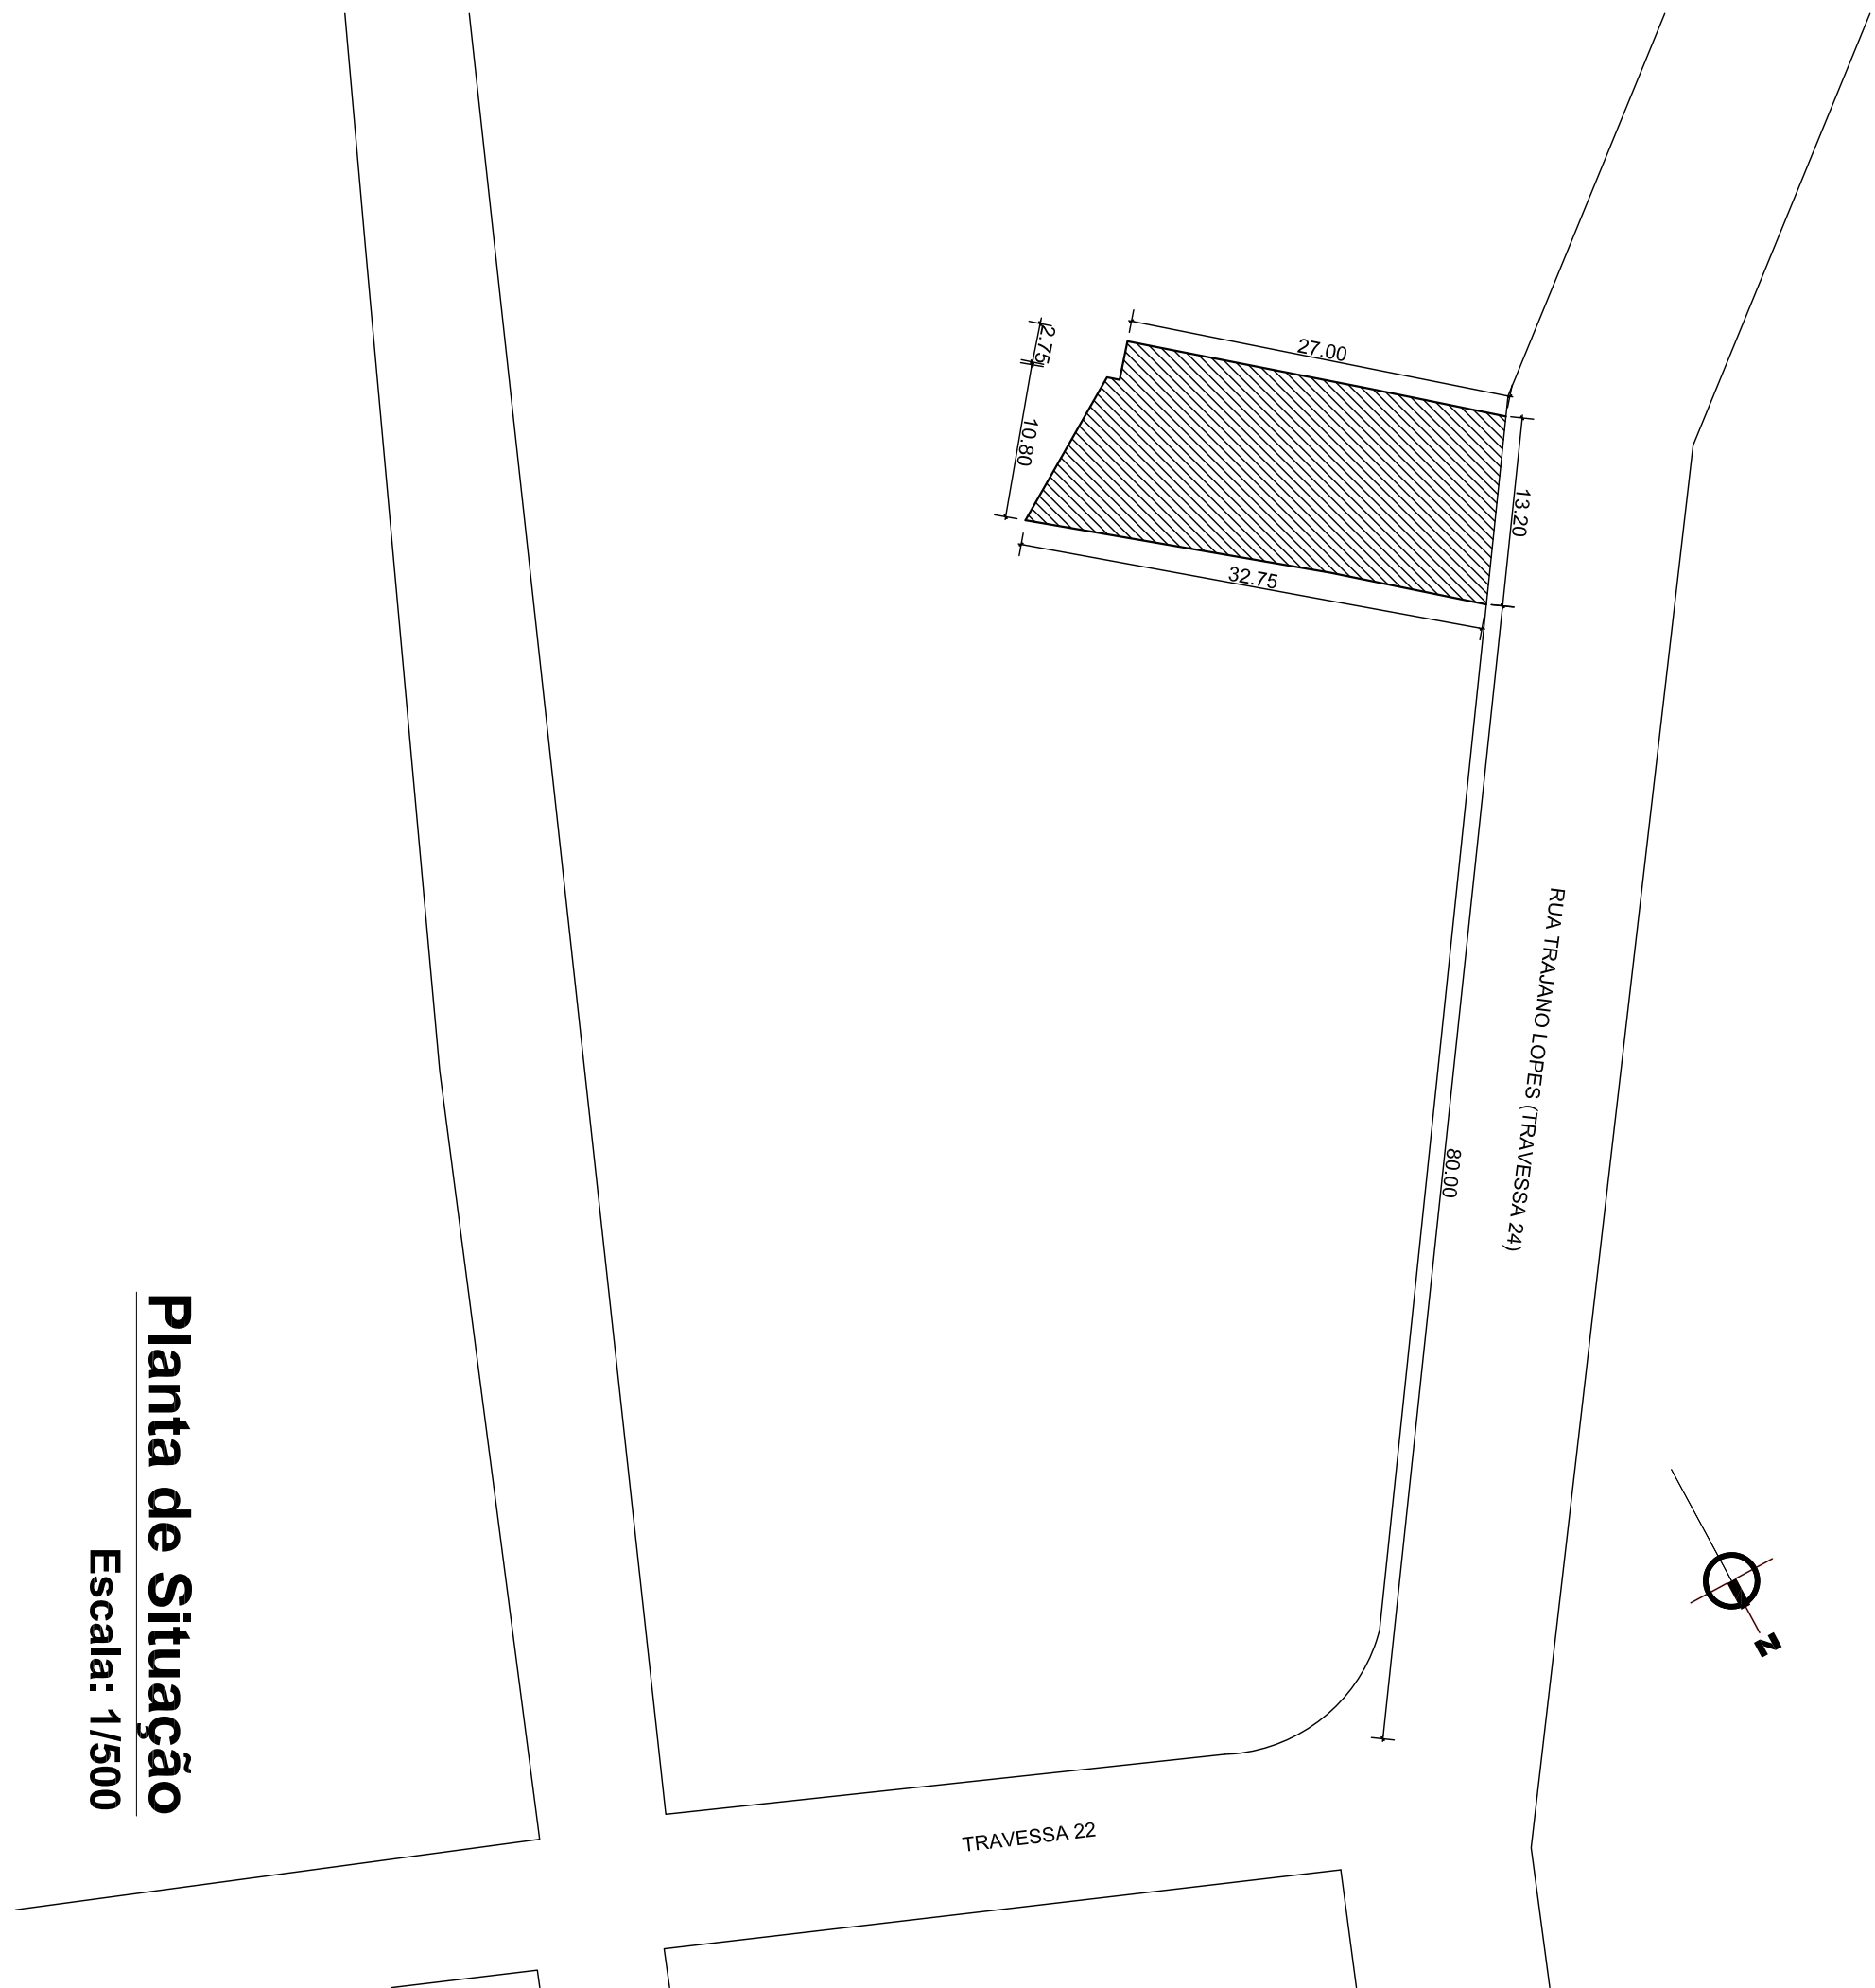 2.75
27.00
10.80
13.20
32.75
RUA TRAJANO LOPES (TRAVESSA 24)
80.00
Planta de Situação
Escala: 1/500
N
TRAVESSA 22